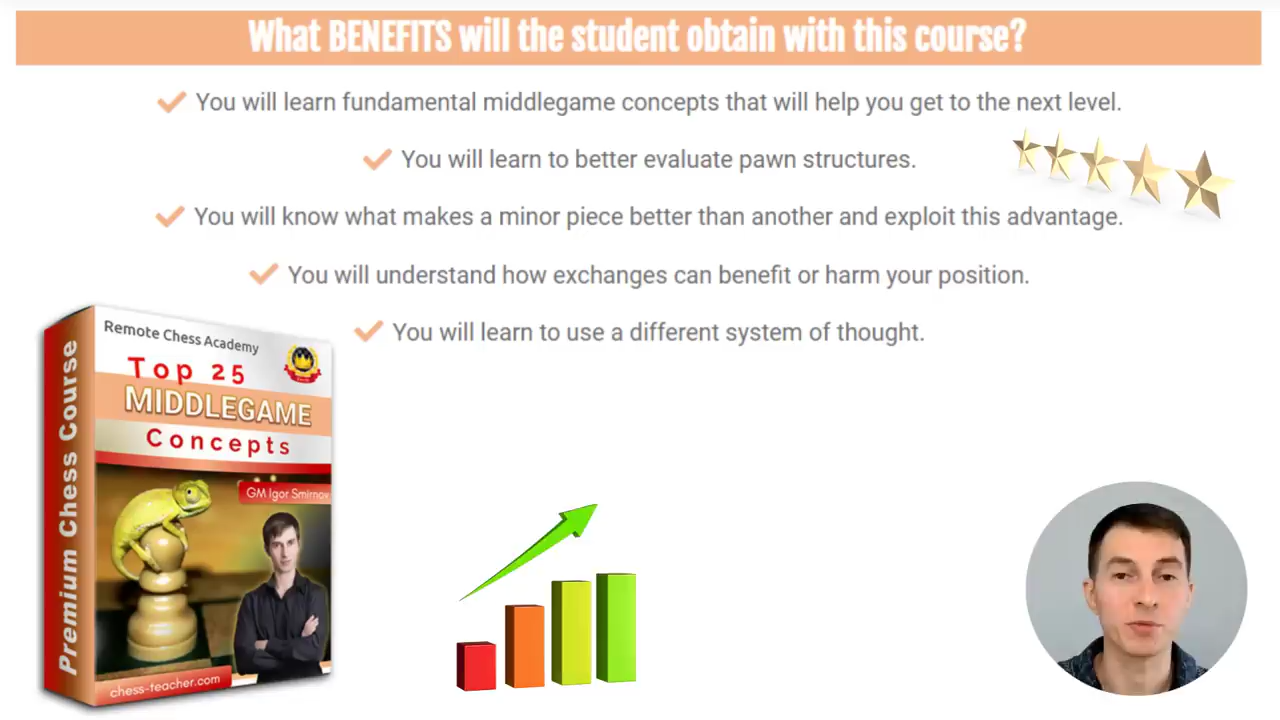 What BENEFITS will the student obtain with this course?
You will learn fundamental middlegame concepts that will help you get to the next level.
You will learn to better evaluate pawn structures.
You will know what makes a minor piece better than another and exploit this advantage.
You will understand how exchanges can benefit or harm your position.
You will learn to use a different system of thought.
Premium Chess Course
Remote Chess Academy
Top 25
MIDDLEGAME
Concepts
GM Igor Smirnov
chess-teacher.com